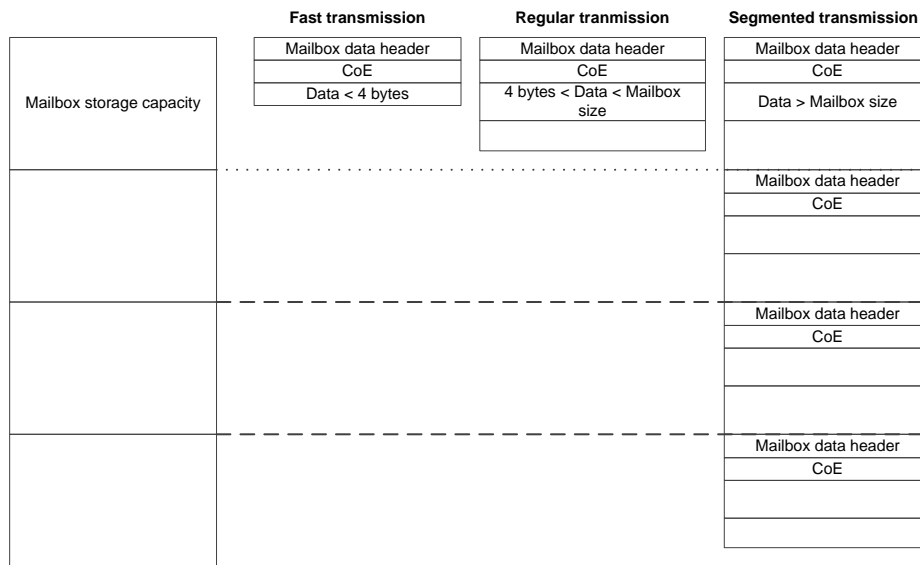 Fast transmission
Regular tranmission
Segmented transmission
Mailbox storage capacity
Mailbox data header
CoE
Data < 4 bytes
Mailbox data header
CoE
4 bytes < Data < Mailbox
size
Mailbox data header
CoE
Data > Mailbox size
Mailbox data header
CoE
Mailbox data header
CoE
Mailbox data header
CoE